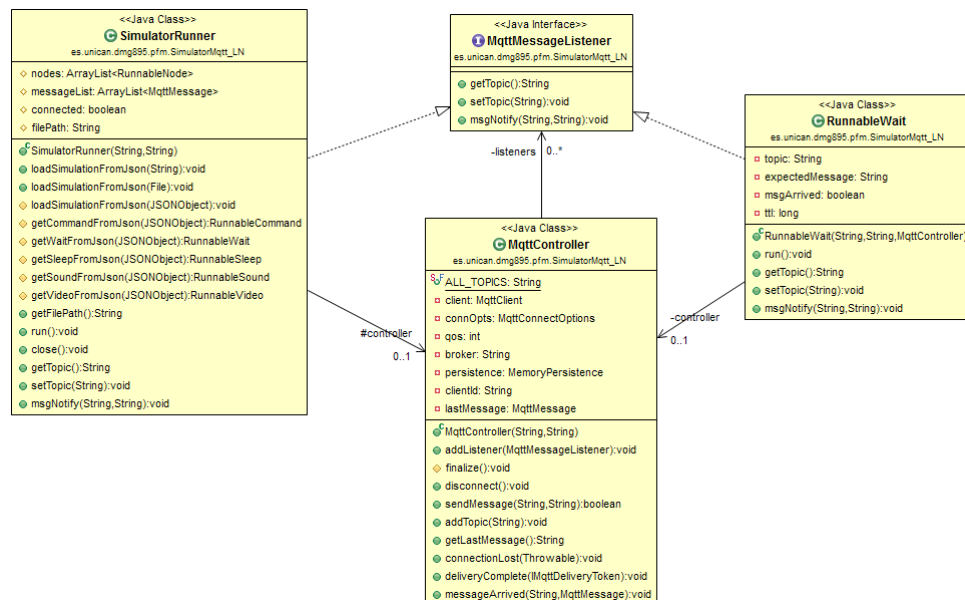 <<Java Class>>
SimulatorRunner
es.unican.dmg895.pfm.SimulatorMqtt_LN
nodes: ArrayList<RunnableNode>
messageList: ArrayList<MqttMessage>
connected: boolean
filePath: String
SimulatorRunner(String,String)
loadSimulationFromJson(String):void
loadSimulationFromJson(File):void
loadSimulationFromJson(JSONObject):void
getCommandFromJson(JSONObject):RunnableCommand
getWaitFromJson(JSONObject):RunnableWait
getSleepFromJson(JSONObject):RunnableSleep
getSoundFromJson(JSONObject):RunnableSound
getVideoFromJson(JSONObject):RunnableVideo
getFilePath():String
run():void
close():void
getTopic():String
setTopic(String):void
msgNotify(String,String):void
<<Java Interface>>
I MqttMessageListener
es.unican.dmg895.pfm.SimulatorMqtt_LN
getTopic():String
setTopic(String):void
msgNotify(String,String):void
-listeners
0..*
<<Java Class>>
RunnableWait
es.unican.dmg895.pfm.SimulatorMqtt_LN
topic: String
expectedMessage: String
msgArrived: boolean
ttl: long
RunnableWait(String,String,MqttController)
run():void
getTopic():String
setTopic(String):void
msgNotify(String,String):void
#controller
0..1
-controller
0..1
<<Java Class>>
MqttController
es.unican.dmg895.pfm.SimulatorMqtt_LN
ALL_TOPICS: String
client: MqttClient
connOpts: MqttConnectOptions
qos: int
broker: String
persistence: MemoryPersistence
clientId: String
lastMessage: MqttMessage
MqttController(String,String)
addListener(MqttMessageListener):void
finalize():void
disconnect():void
sendMessage(String,String):boolean
addTopic(String):void
getLastMessage():String
connectionLost(Throwable):void
deliveryComplete(IMqttDeliveryToken):void
messageArrived(String,MqttMessage):void